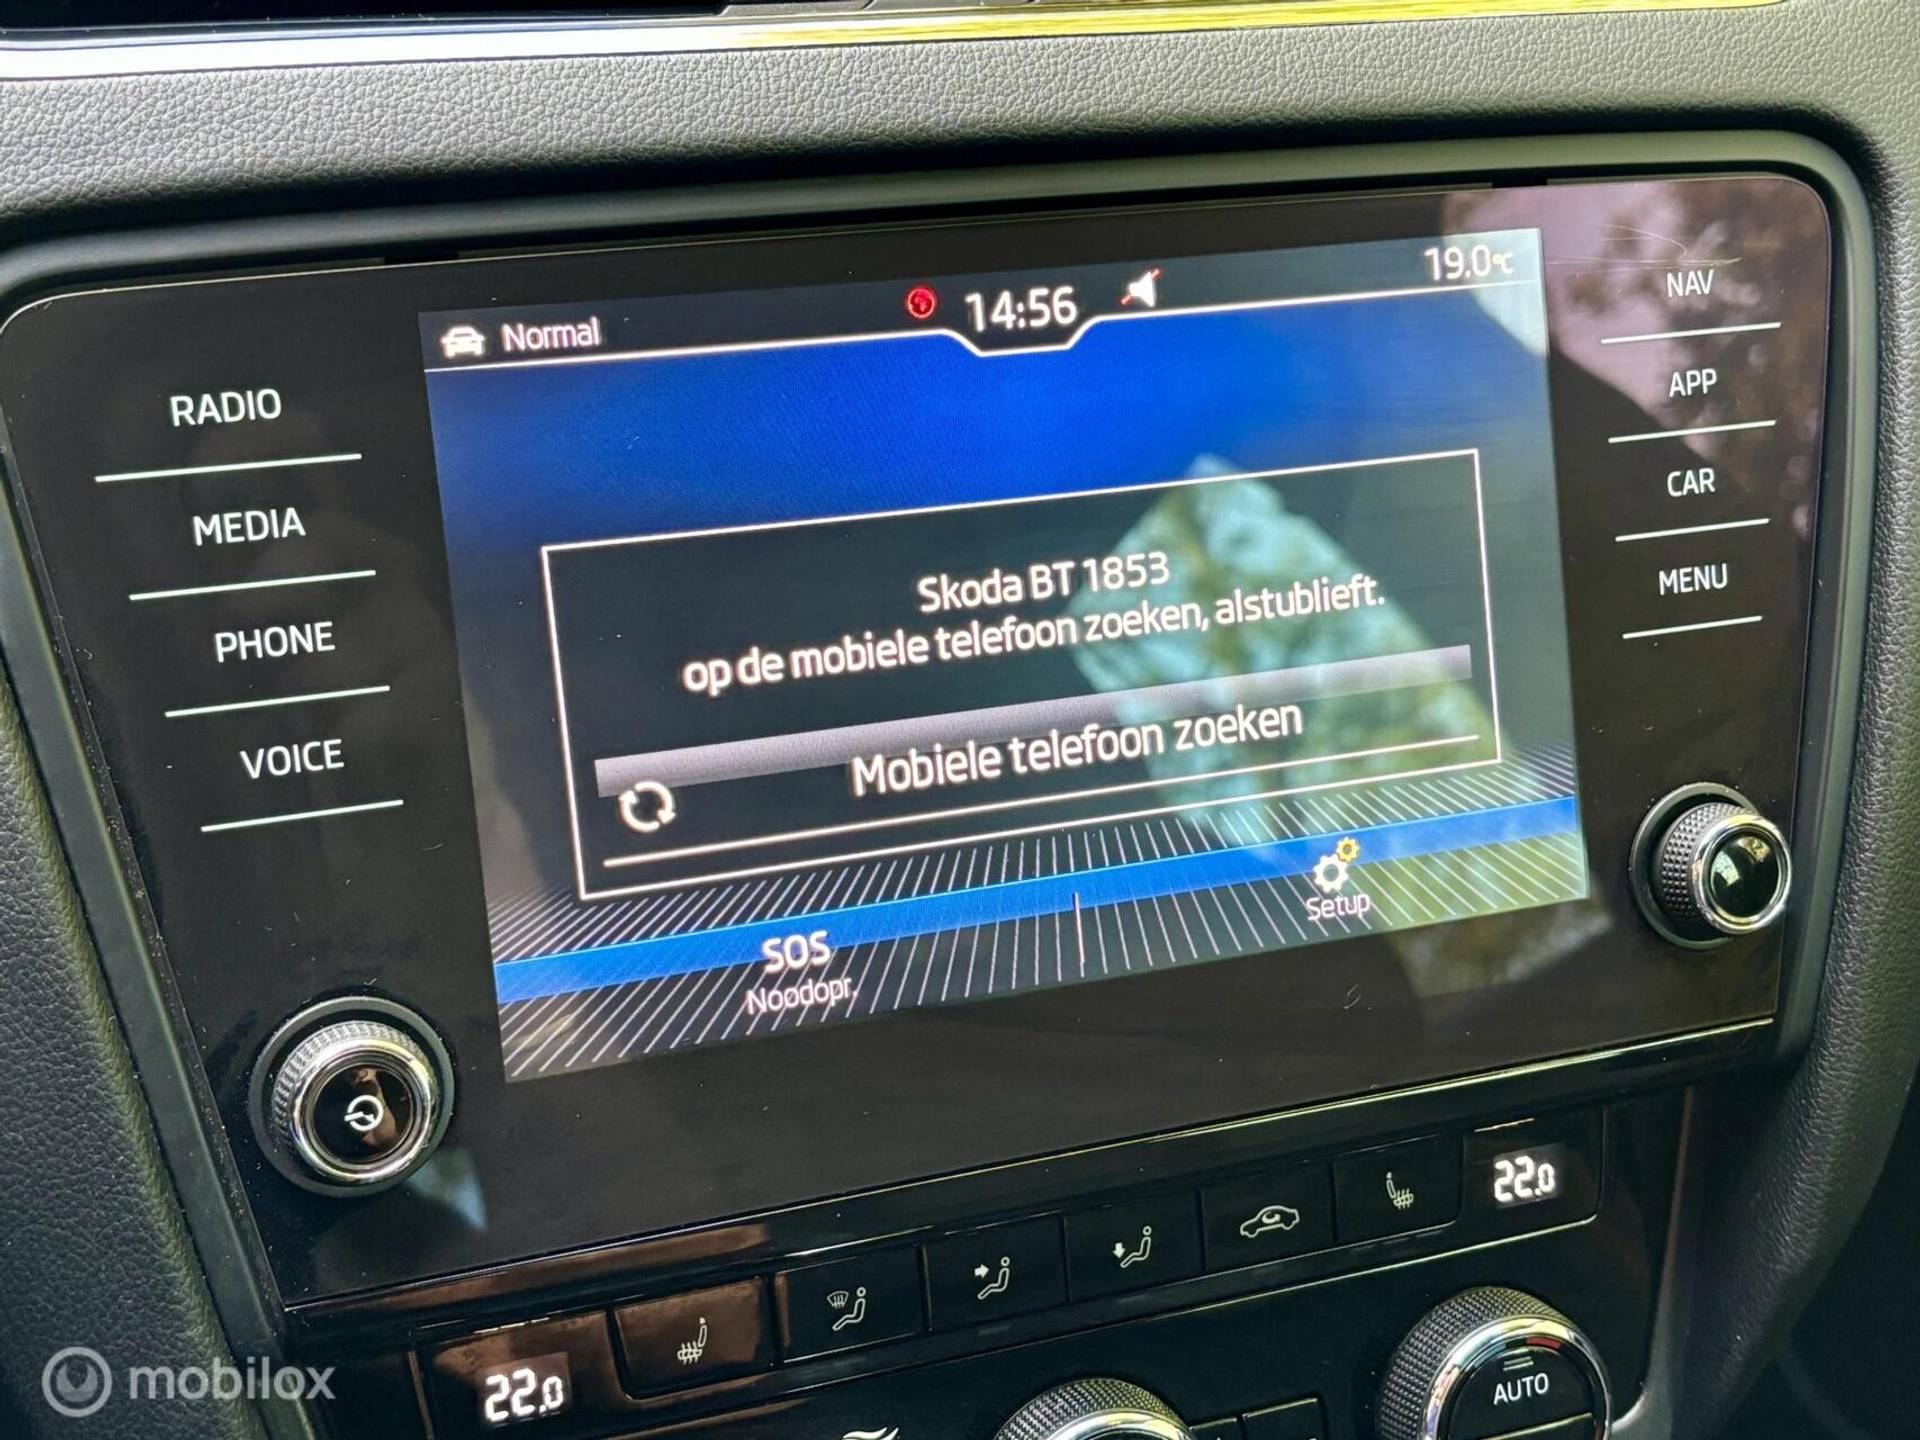 Normal
14:56
19.0°C
RADIO
MEDIA
PHONE
VOICE
NAV
APP
CAR
MENU
Skoda BT 1853
op de mobiele telefoon zoeken, alstublieft.
Mobiele telefoon zoeken
SOS
Noodopr.
Setup
22.0
22.0
AUTO
mobilox